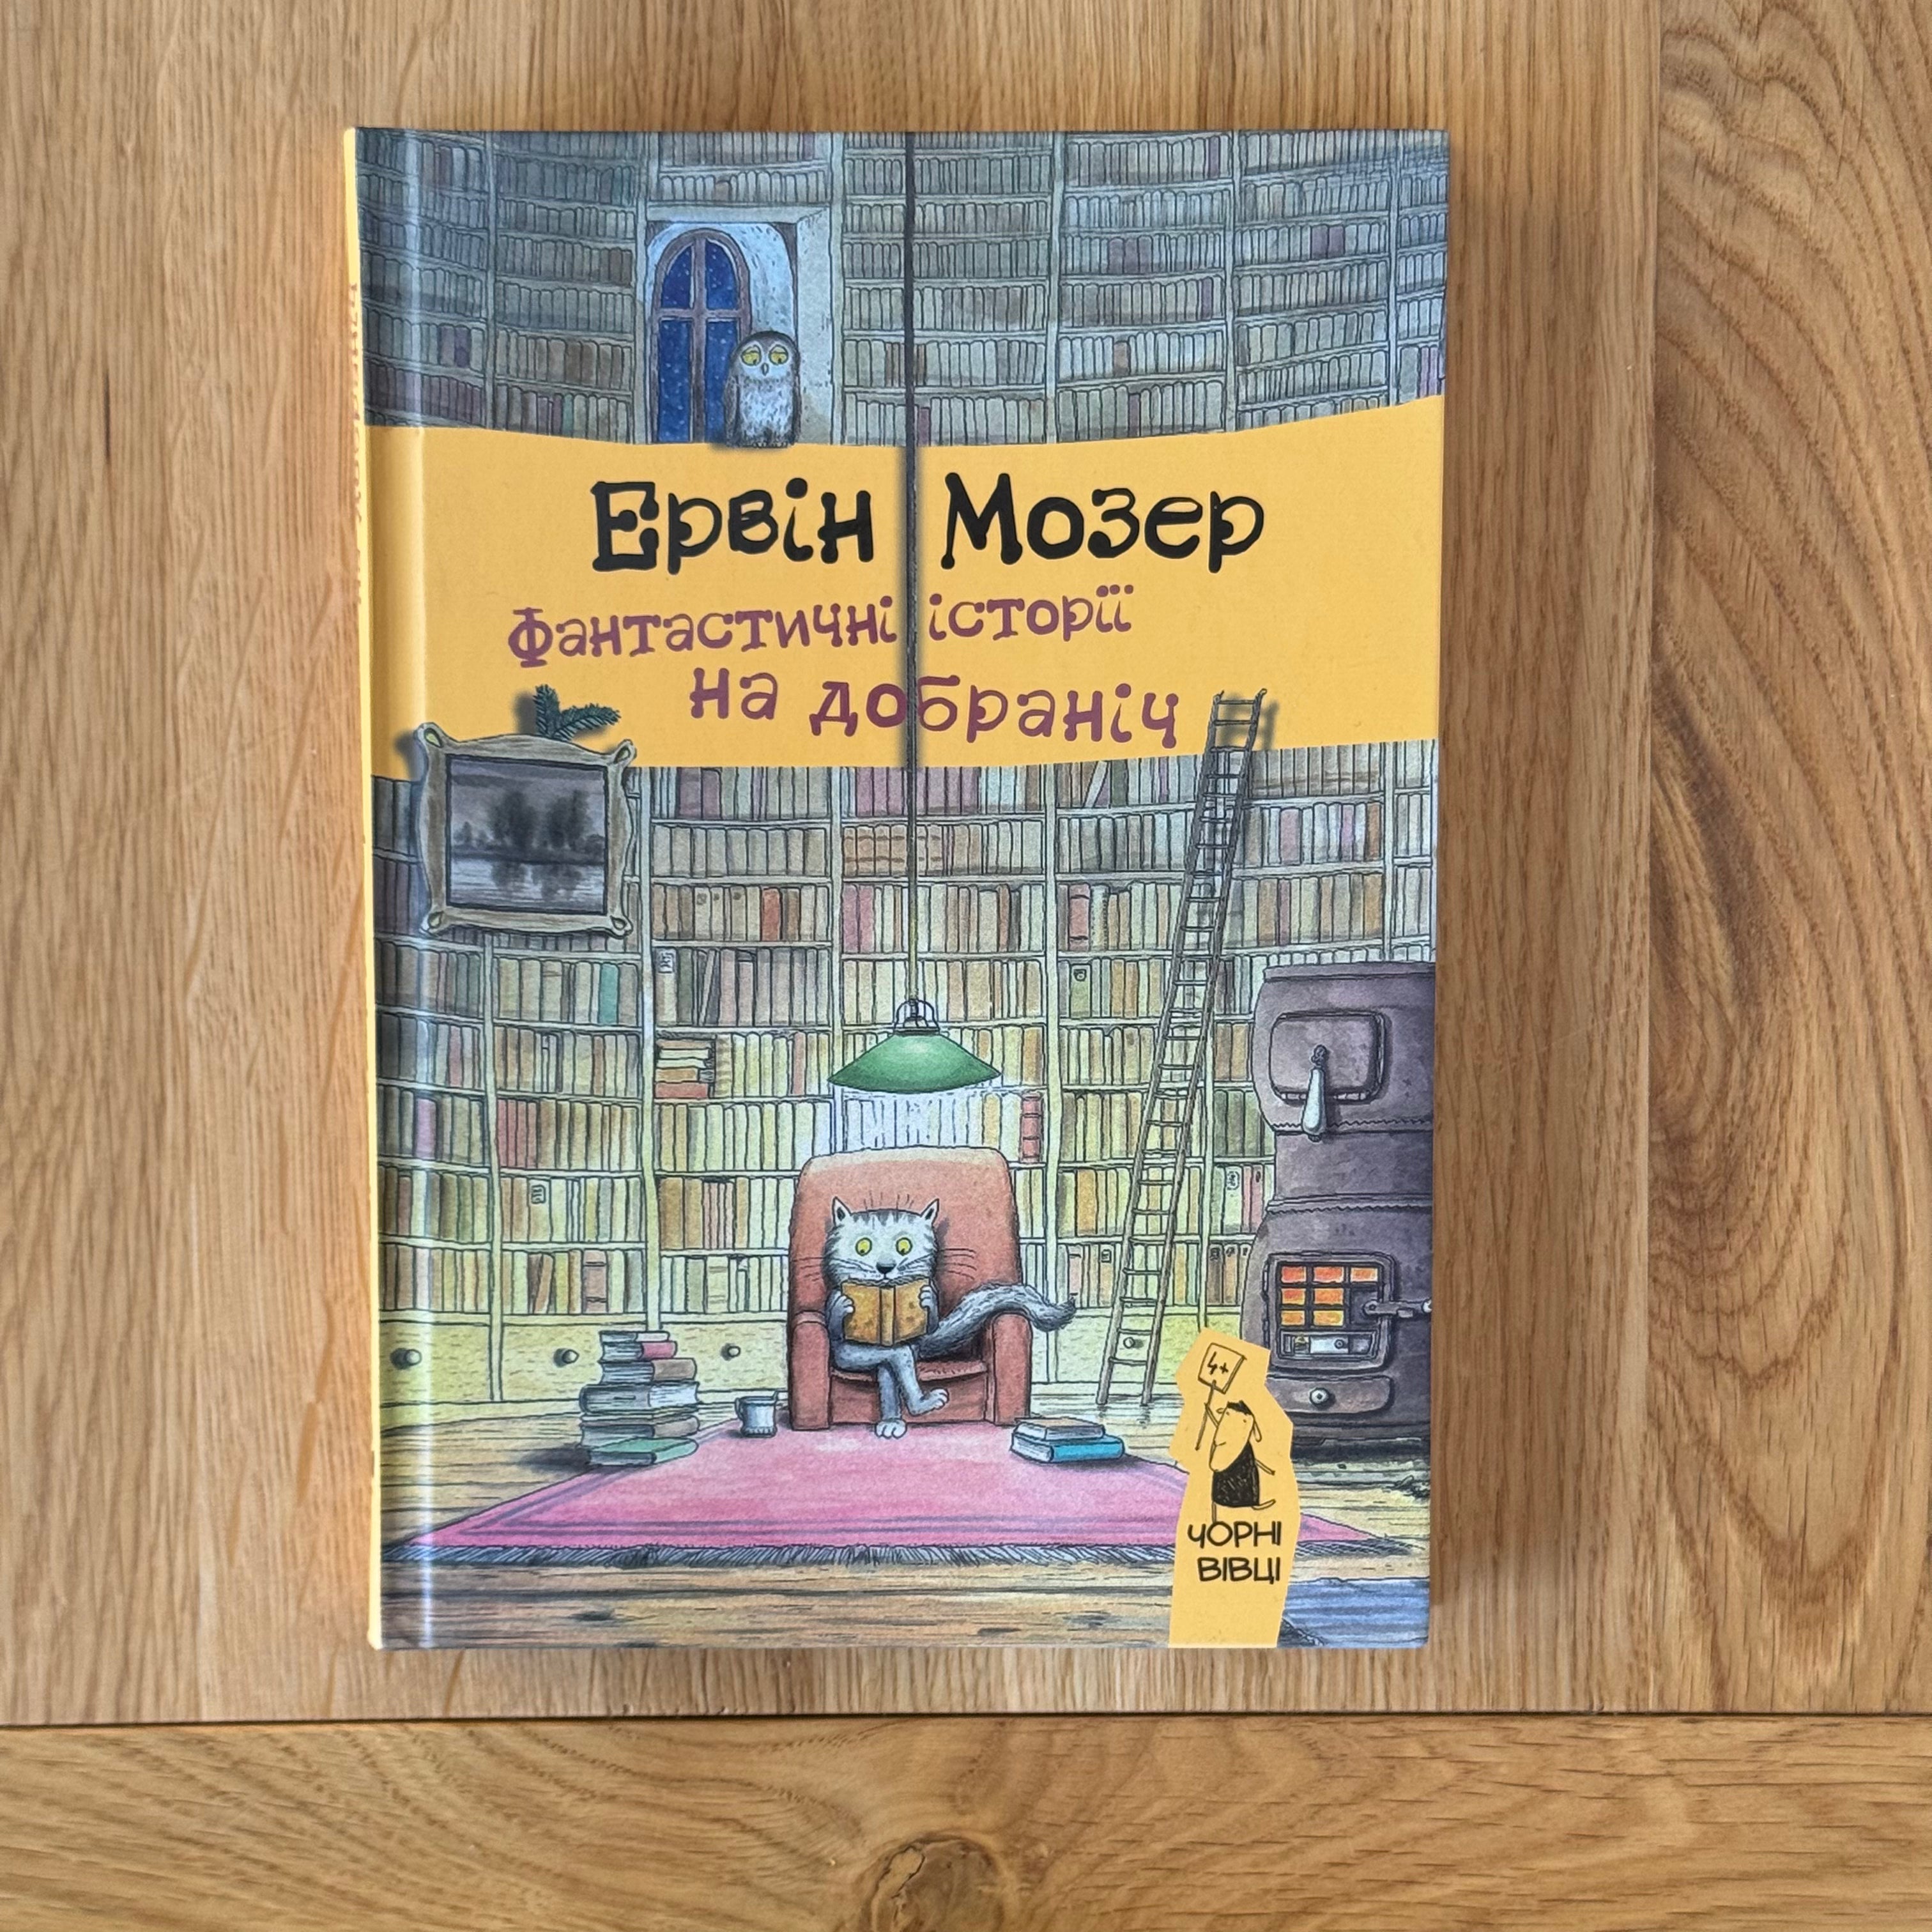 Ервін Мозер
Фантастичні історії
на добраніч
4+
ЧОРНІ
ВІВЦІ